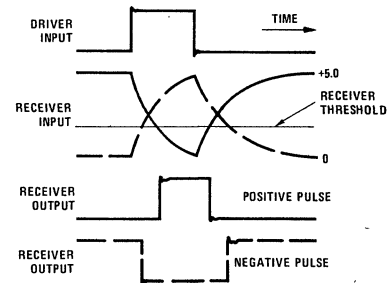 DRIVER
INPUT
TIME
+5.0
RECEIVER
INPUT
RECEIVER
THRESHOLD
0
RECEIVER
OUTPUT
POSITIVE PULSE
RECEIVER
OUTPUT
NEGATIVE PULSE